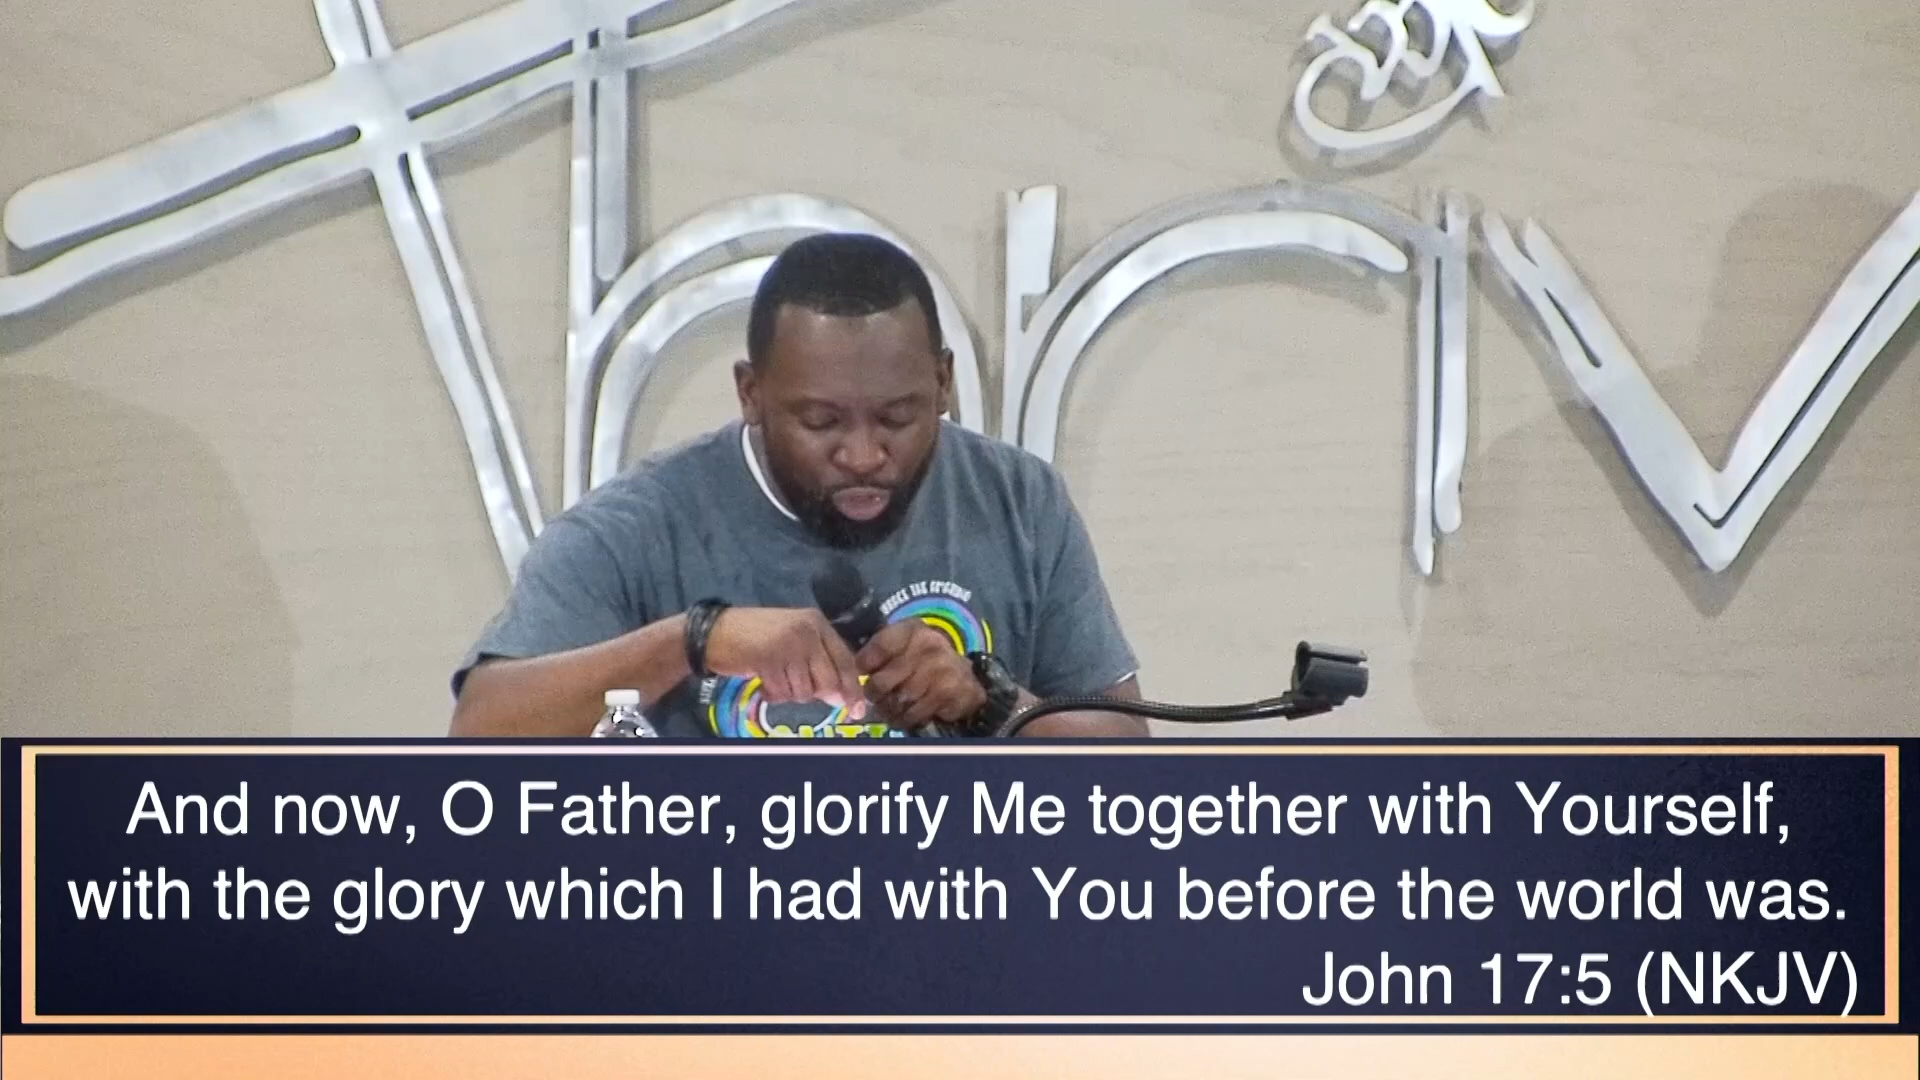 thriv
And now, O Father, glorify Me together with Yourself,
with the glory which I had with You before the world was.
John 17:5 (NKJV)